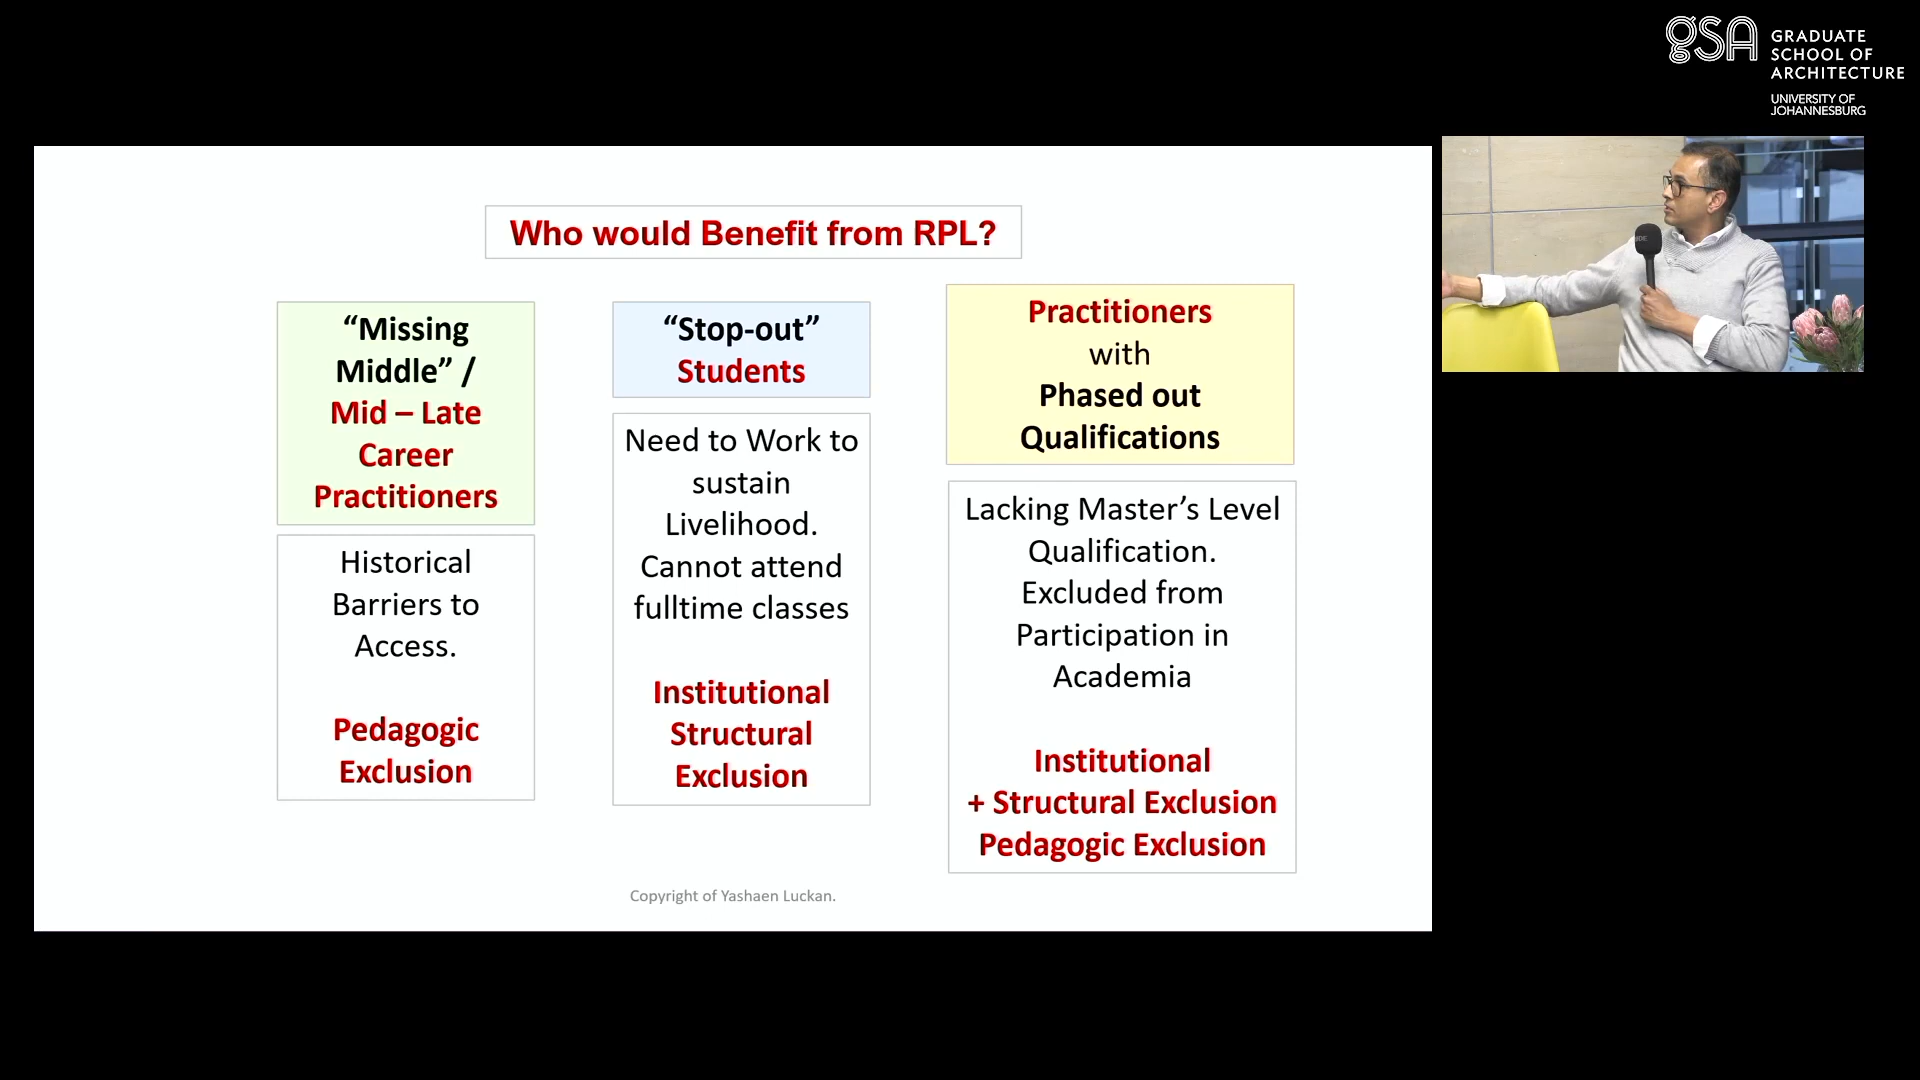 gSA
GRADUATE
SCHOOL OF
ARCHITECTURE
UNIVERSITY OF
JOHANNESBURG
Who would Benefit from RPL?
“Missing
Middle” /
Mid – Late
Career
Practitioners
Historical
Barriers to
Access.
Pedagogic
Exclusion
“Stop-out”
Students
Need to Work to
sustain
Livelihood.
Cannot attend
fulltime classes
Institutional
Structural
Exclusion
Practitioners
with
Phased out
Qualifications
Lacking Master’s Level
Qualification.
Excluded from
Participation in
Academia
Institutional
+ Structural Exclusion
Pedagogic Exclusion
Copyright of Yashaen Luckan.